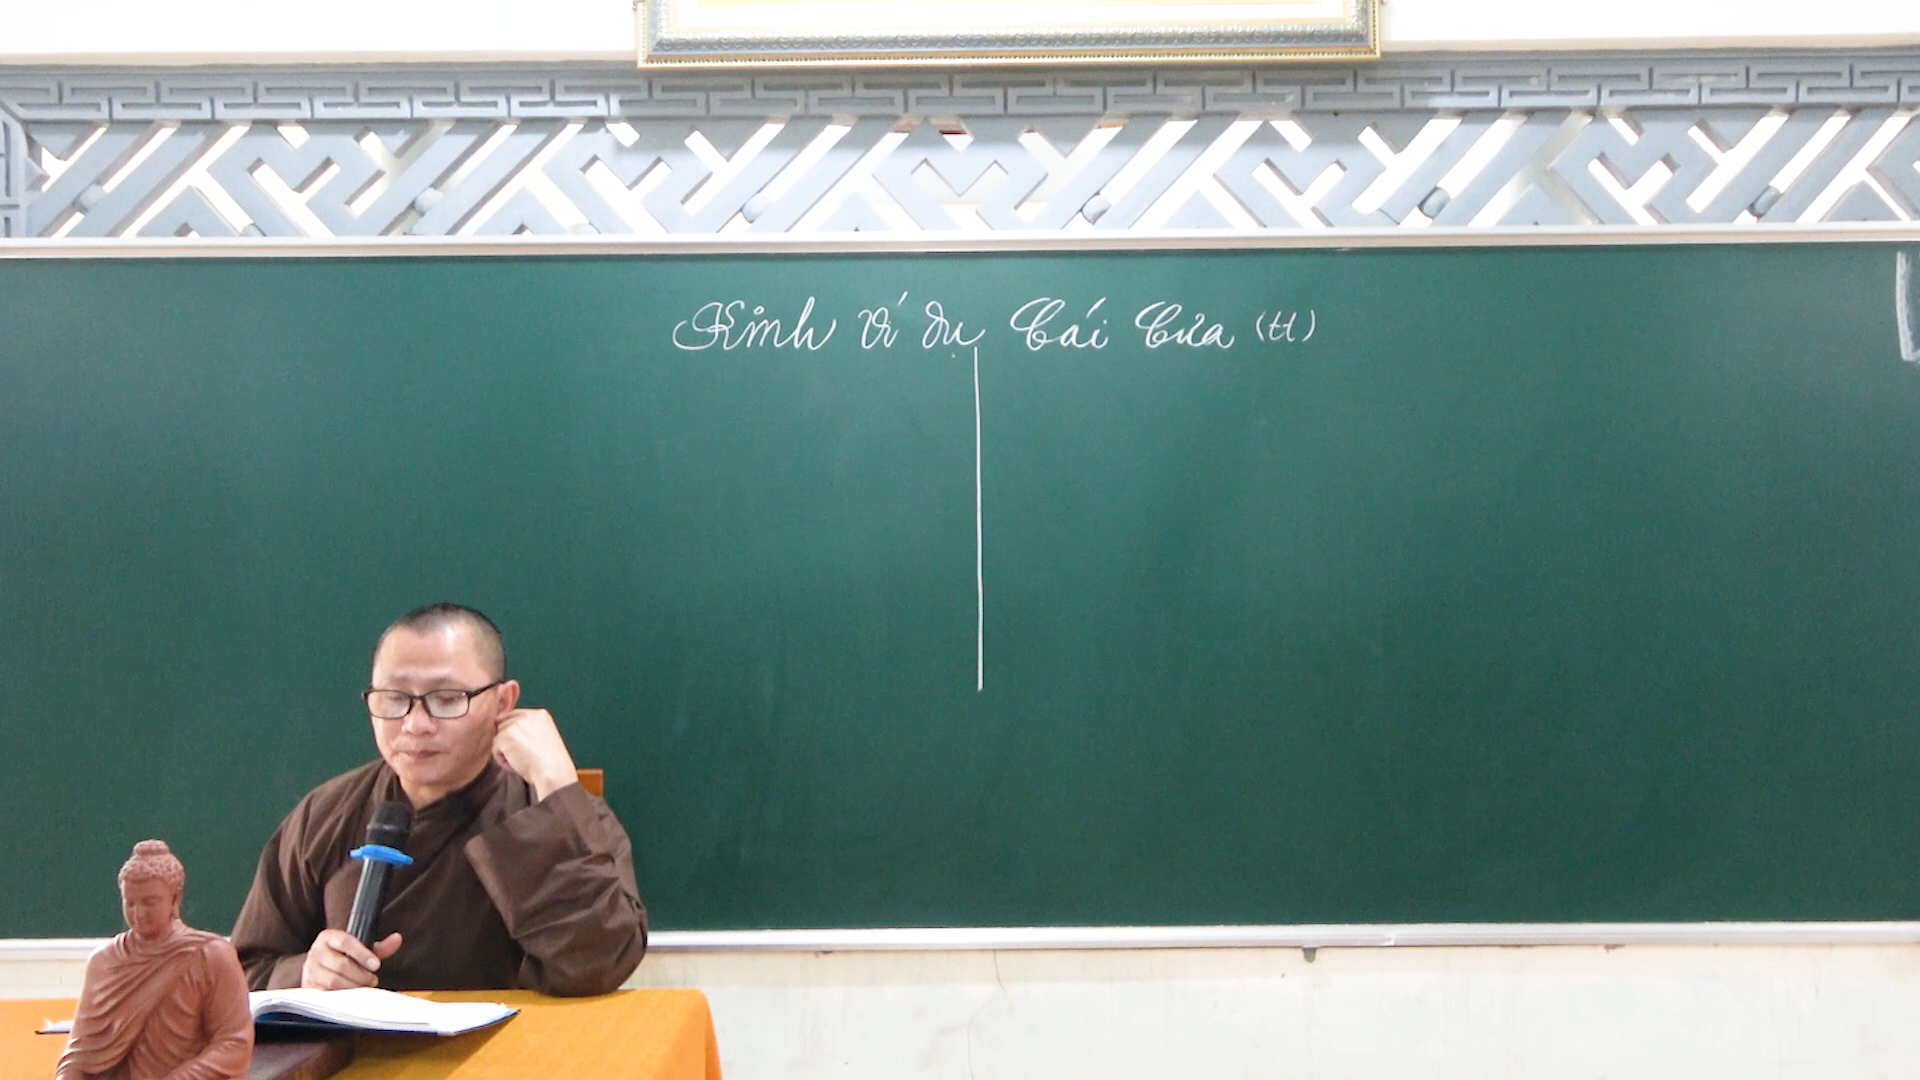 Kinh ví dụ Cái Cưa (tt)